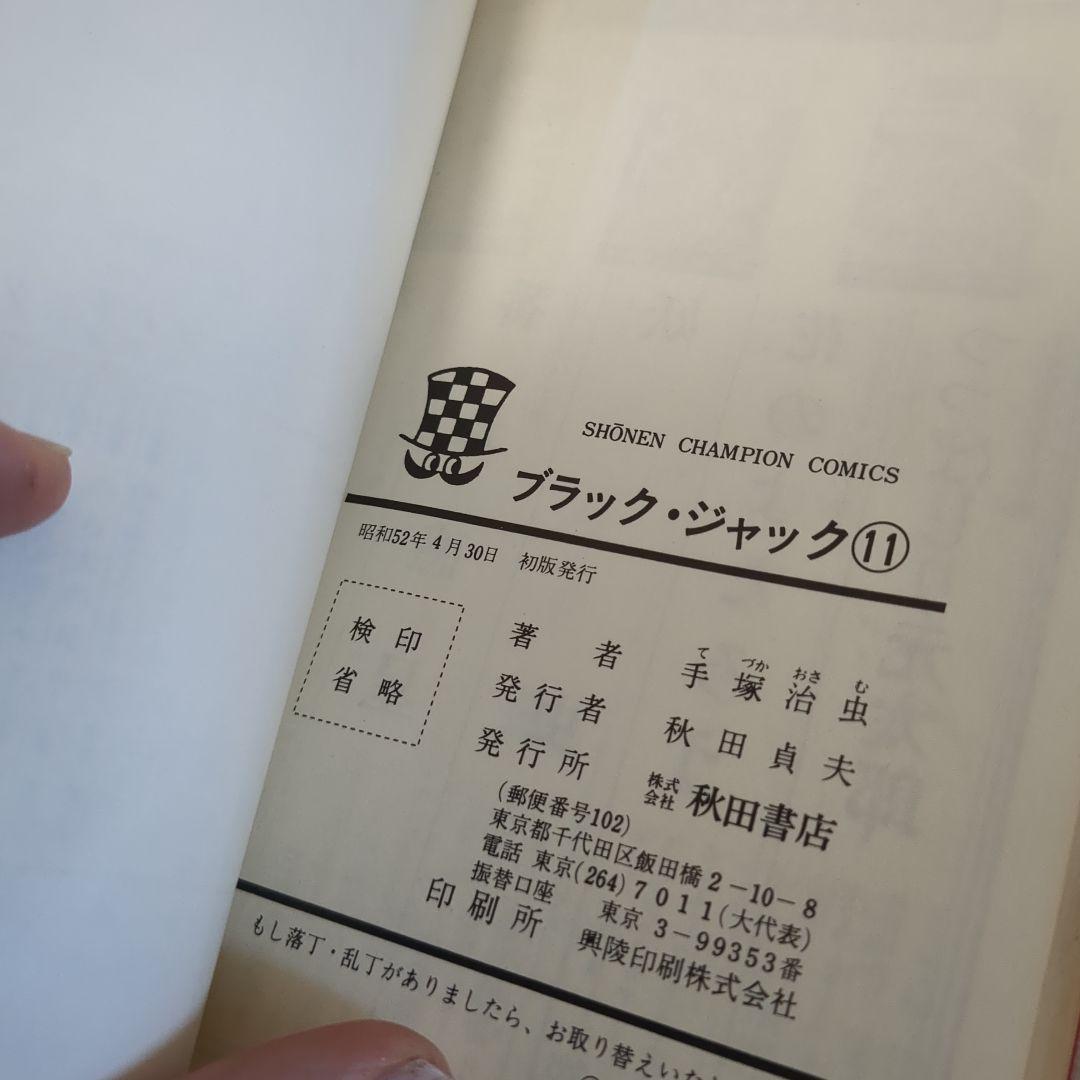 SHŌNEN CHAMPION COMICS
ブラック・ジャック⑪
昭和52年4月30日 初版発行
検印
省略
著者 手塚治虫
てづかおさむ
発行者 秋田貞夫
発行所 株式会社 秋田書店
(郵便番号102)
東京都千代田区飯田橋2-10-8
電話 東京(264)7011(大代表)
振替口座 東京 3-99353番
印刷所 興陵印刷株式会社
もし落丁・乱丁がありましたら、お取り替えいた